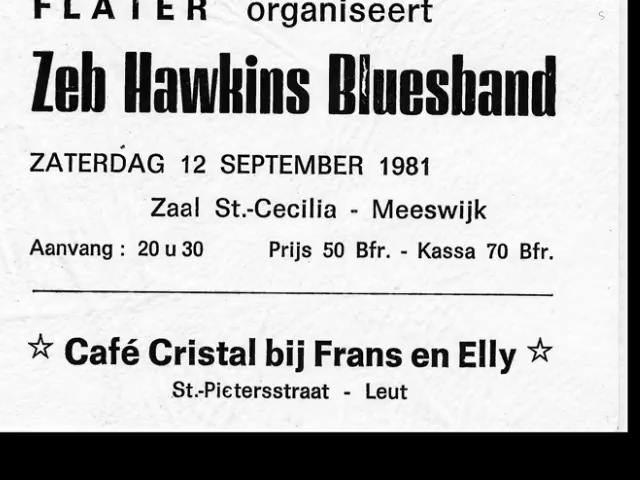 FLATER organiseert
Zeb Hawkins Bluesband
ZATERDAG 12 SEPTEMBER 1981
Zaal St.-Cecilia - Meeswijk
Aanvang : 20 u 30 Prijs 50 Bfr. - Kassa 70 Bfr.
☆ Café Cristal bij Frans en Elly ☆
St.-Pietersstraat - Leut